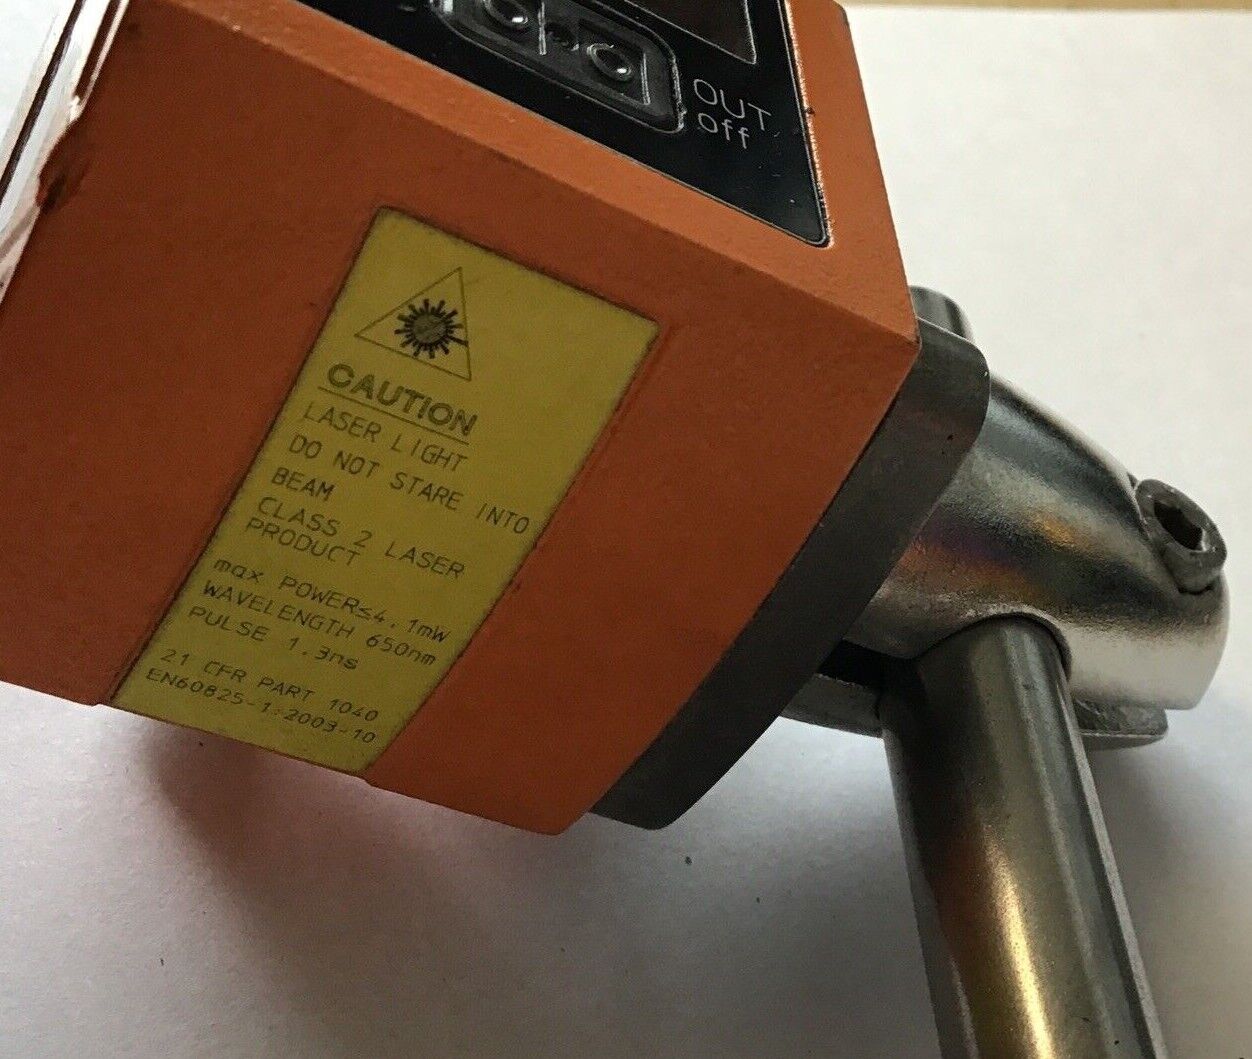 OUT
off
CAUTION
LASER LIGHT
DO NOT STARE INTO
BEAM
CLASS 2 LASER
PRODUCT
max POWER≤4.1mW
WAVELENGTH 650nm
PULSE 1.3ns
21 CFR PART 1040
EN60825-1:2003-10